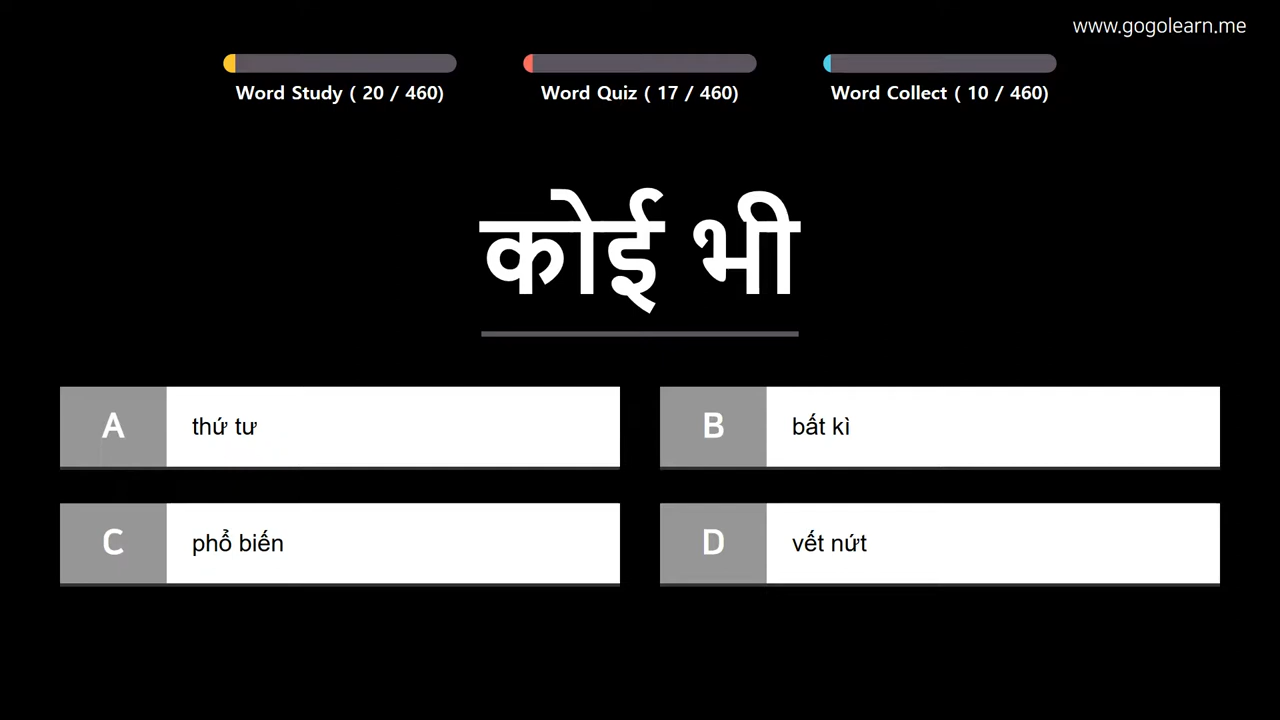 www.gogolearn.me
Word Study ( 20 / 460)
Word Quiz ( 17 / 460)
Word Collect ( 10 / 460)
कोई भी
A
thứ tư
B
bất kì
C
phổ biến
D
vết nứt